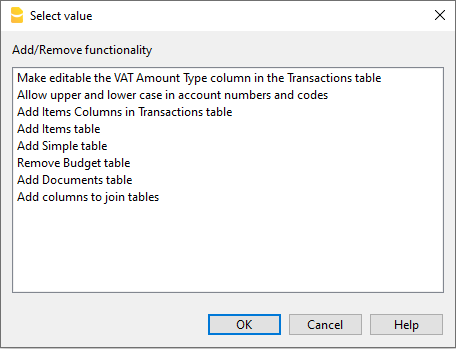 Select value
Add/Remove functionality
Make editable the VAT Amount Type column in the Transactions table
Allow upper and lower case in account numbers and codes
Add Items Columns in Transactions table
Add Items table
Add Simple table
Remove Budget table
Add Documents table
Add columns to join tables
OK Cancel Help